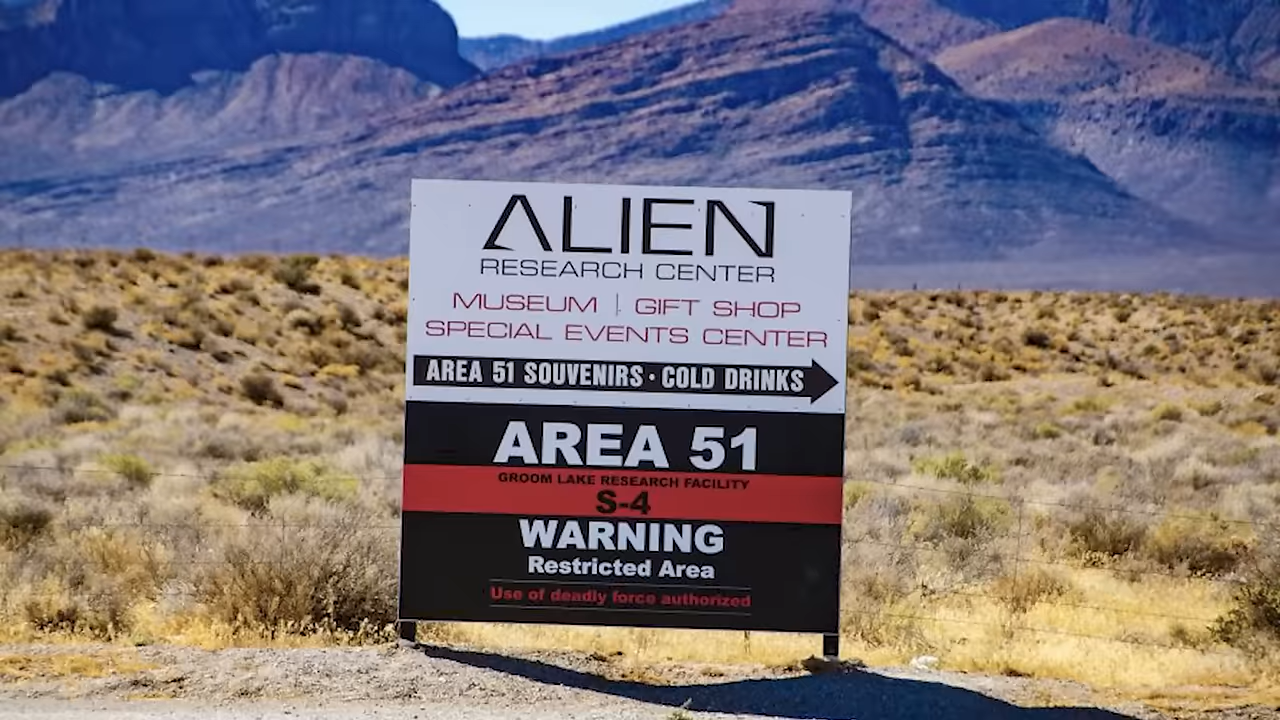 ALIEN
RESEARCH CENTER
MUSEUM | GIFT SHOP
SPECIAL EVENTS CENTER
AREA 51 SOUVENIRS • COLD DRINKS
AREA 51
GROOM LAKE RESEARCH FACILITY
S-4
WARNING
Restricted Area
Use of deadly force authorized